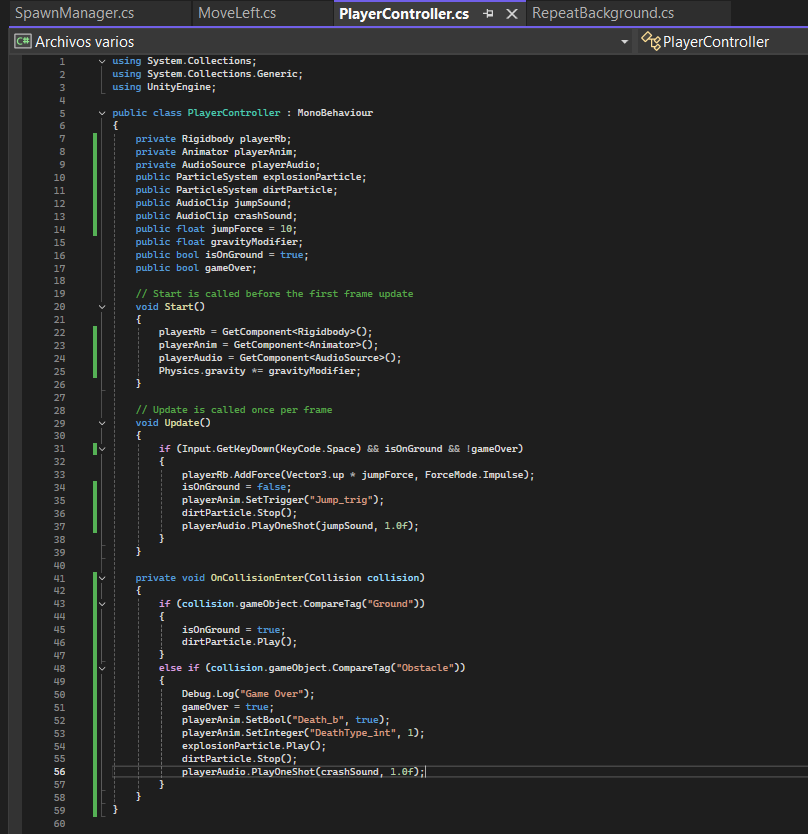 SpawnManager.cs MoveLeft.cs PlayerController.cs RepeatBackground.cs
C# Archivos varios PlayerController
1 using System.Collections;
2 using System.Collections.Generic;
3 using UnityEngine;
4
5 public class PlayerController : MonoBehaviour
6 {
7 private Rigidbody playerRb;
8 private Animator playerAnim;
9 private AudioSource playerAudio;
10 public ParticleSystem explosionParticle;
11 public ParticleSystem dirtParticle;
12 public AudioClip jumpSound;
13 public AudioClip crashSound;
14 public float jumpForce = 10;
15 public float gravityModifier;
16 public bool isOnGround = true;
17 public bool gameOver;
18
19 // Start is called before the first frame update
20 void Start()
21 {
22 playerRb = GetComponent<Rigidbody>();
23 playerAnim = GetComponent<Animator>();
24 playerAudio = GetComponent<AudioSource>();
25 Physics.gravity *= gravityModifier;
26 }
27
28 // Update is called once per frame
29 void Update()
30 {
31 if (Input.GetKeyDown(KeyCode.Space) && isOnGround && !gameOver)
32 {
33 playerRb.AddForce(Vector3.up * jumpForce, ForceMode.Impulse);
34 isOnGround = false;
35 playerAnim.SetTrigger("Jump_trig");
36 dirtParticle.Stop();
37 playerAudio.PlayOneShot(jumpSound, 1.0f);
38 }
39 }
40
41 private void OnCollisionEnter(Collision collision)
42 {
43 if (collision.gameObject.CompareTag("Ground"))
44 {
45 isOnGround = true;
46 dirtParticle.Play();
47 }
48 else if (collision.gameObject.CompareTag("Obstacle"))
49 {
50 Debug.Log("Game Over");
51 gameOver = true;
52 playerAnim.SetBool("Death_b", true);
53 playerAnim.SetInteger("DeathType_int", 1);
54 explosionParticle.Play();
55 dirtParticle.Stop();
56 playerAudio.PlayOneShot(crashSound, 1.0f);
57 }
58 }
59 }
60